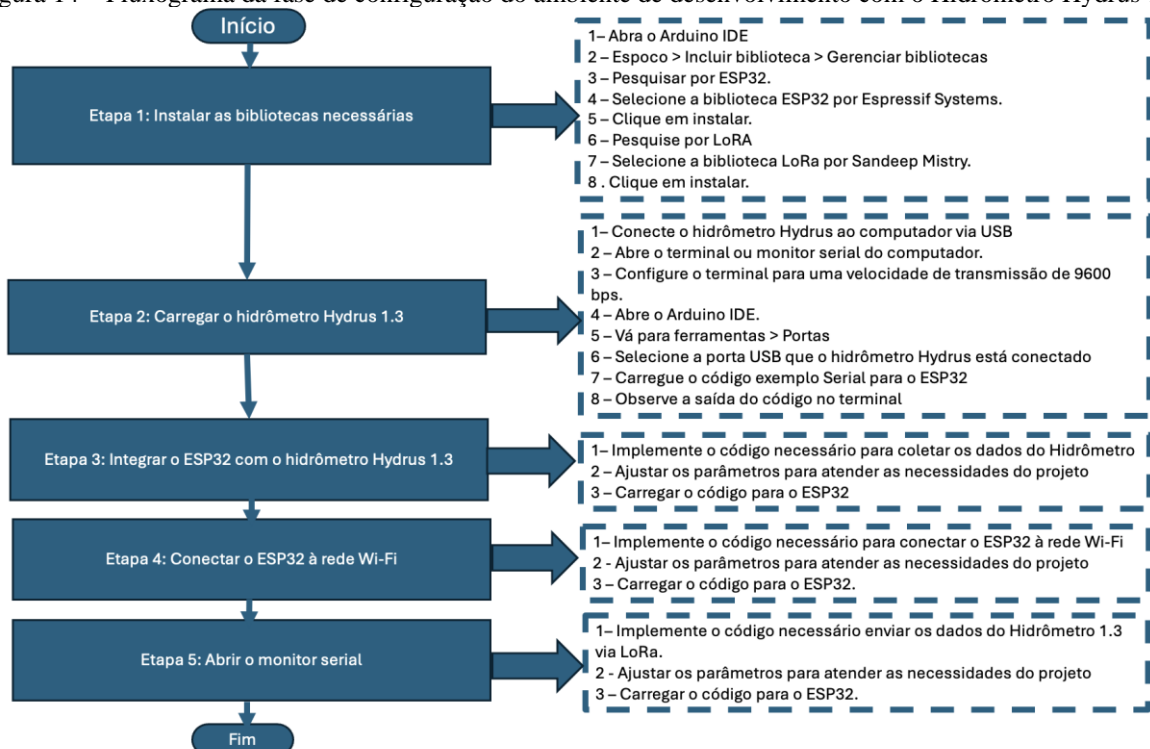 Figura 14 – Fluxograma da fase de configuração do ambiente de desenvolvimento com o Hidrômetro Hydrus
Início
Etapa 1: Instalar as bibliotecas necessárias
1– Abra o Arduino IDE
2 – Espoco > Incluir biblioteca > Gerenciar bibliotecas
3 – Pesquisar por ESP32.
4 – Selecione a biblioteca ESP32 por Espressif Systems.
5 – Clique em instalar.
6 – Pesquise por LoRA
7 – Selecione a biblioteca LoRa por Sandeep Mistry.
8 . Clique em instalar.
Etapa 2: Carregar o hidrômetro Hydrus 1.3
1– Conecte o hidrômetro Hydrus ao computador via USB
2 – Abre o terminal ou monitor serial do computador.
3 – Configure o terminal para uma velocidade de transmissão de 9600
bps.
4 – Abre o Arduino IDE.
5 – Vá para ferramentas > Portas
6 – Selecione a porta USB que o hidrômetro Hydrus está conectado
7 – Carregue o código exemplo Serial para o ESP32
8 – Observe a saída do código no terminal
Etapa 3: Integrar o ESP32 com o hidrômetro Hydrus 1.3
1– Implemente o código necessário para coletar os dados do Hidrômetro
2 – Ajustar os parâmetros para atender as necessidades do projeto
3 – Carregar o código para o ESP32
Etapa 4: Conectar o ESP32 à rede Wi-Fi
1– Implemente o código necessário para conectar o ESP32 à rede Wi-Fi
2 - Ajustar os parâmetros para atender as necessidades do projeto
3 – Carregar o código para o ESP32.
Etapa 5: Abrir o monitor serial
1– Implemente o código necessário enviar os dados do Hidrômetro 1.3
via LoRa.
2 - Ajustar os parâmetros para atender as necessidades do projeto
3 – Carregar o código para o ESP32.
Fim